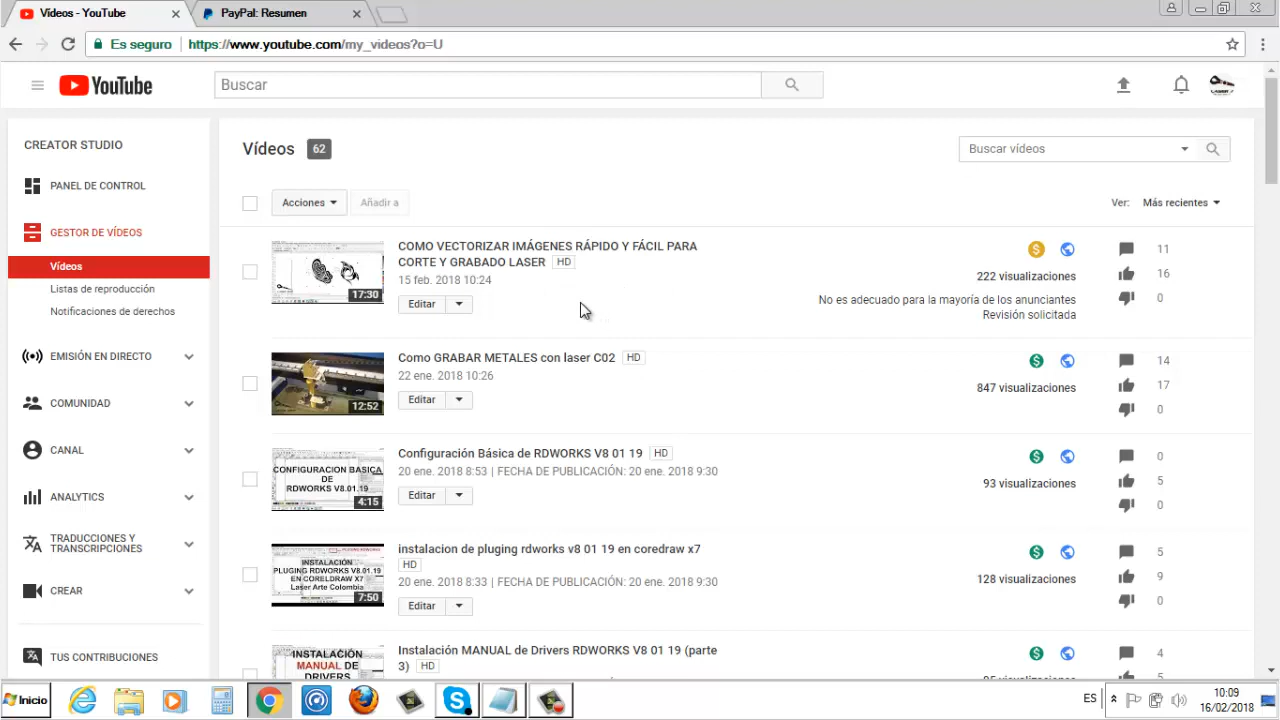 Vídeos - YouTube
PayPal: Resumen
Es seguro
https://www.youtube.com/my_videos?o=U
YouTube
Buscar
CREATOR STUDIO
PANEL DE CONTROL
GESTOR DE VÍDEOS
Vídeos
Listas de reproducción
Notificaciones de derechos
EMISIÓN EN DIRECTO
COMUNIDAD
CANAL
ANALYTICS
TRADUCCIONES Y
TRANSCRIPCIONES
CREAR
TUS CONTRIBUCIONES
Vídeos 62
Buscar vídeos
Acciones
Añadir a
Ver: Más recientes
17:30
COMO VECTORIZAR IMÁGENES RÁPIDO Y FÁCIL PARA
CORTE Y GRABADO LASER HD
15 feb. 2018 10:24
Editar
222 visualizaciones
No es adecuado para la mayoría de los anunciantes
Revisión solicitada
11
16
0
12:52
Como GRABAR METALES con laser C02 HD
22 ene. 2018 10:26
Editar
847 visualizaciones
14
17
0
CONFIGURACION BASICA
DE
RDWORKS V8.01.19
4:15
Configuración Básica de RDWORKS V8 01 19 HD
20 ene. 2018 8:53 | FECHA DE PUBLICACIÓN: 20 ene. 2018 9:30
Editar
93 visualizaciones
0
5
0
INSTALACIÓN
PLUGING RDWORKS V8.01.19
EN CORELDRAW X7
Laser Arte Colombia
7:50
instalacion de pluging rdworks v8 01 19 en coredraw x7
HD
20 ene. 2018 8:33 | FECHA DE PUBLICACIÓN: 20 ene. 2018 9:30
Editar
128 visualizaciones
5
9
0
INSTALACIÓN
MANUAL DE
DRIVERS
Instalación MANUAL de Drivers RDWORKS V8 01 19 (parte
3) HD
4
5
Inicio
ES
10:09
16/02/2018